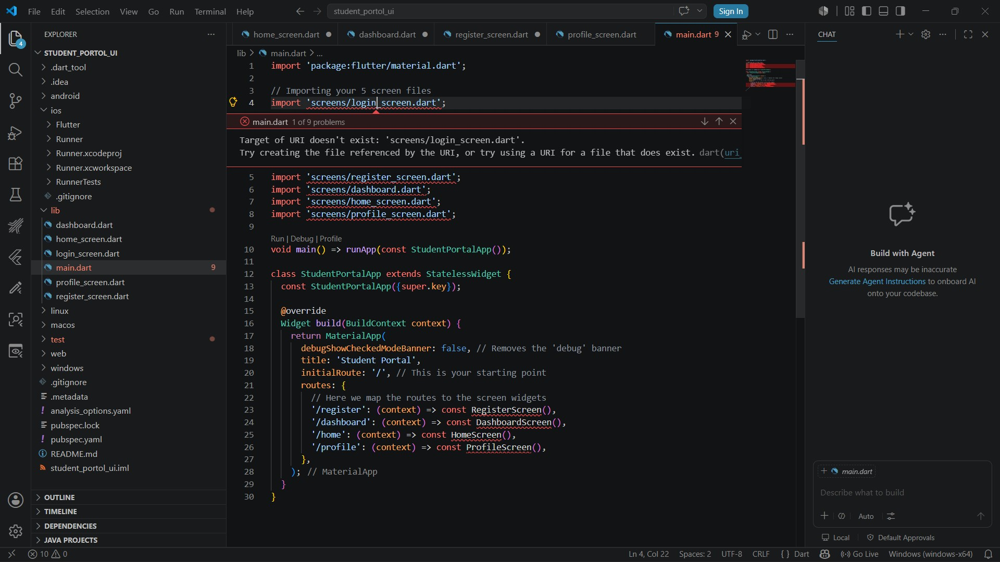 File Edit Selection View Go Run Terminal Help
student_portol_ui
Sign In
EXPLORER
STUDENT_PORTOL_UI
.dart_tool
.idea
android
ios
Flutter
Runner
Runner.xcodeproj
Runner.xcworkspace
RunnerTests
.gitignore
lib
dashboard.dart
home_screen.dart
login_screen.dart
main.dart 9
profile_screen.dart
register_screen.dart
linux
macos
test
web
windows
.gitignore
.metadata
analysis_options.yaml
pubspec.lock
pubspec.yaml
README.md
student_portol_ui.iml
OUTLINE
TIMELINE
DEPENDENCIES
JAVA PROJECTS
4
home_screen.dart dashboard.dart register_screen.dart profile_screen.dart main.dart 9
lib > main.dart > ...
1 import 'package:flutter/material.dart';
2
3 // Importing your 5 screen files
4 import 'screens/login_screen.dart';
main.dart 1 of 9 problems
Target of URI doesn't exist: 'screens/login_screen.dart'.
Try creating the file referenced by the URI, or try using a URI for a file that does exist. dart(uri_
5 import 'screens/register_screen.dart';
6 import 'screens/dashboard.dart';
7 import 'screens/home_screen.dart';
8 import 'screens/profile_screen.dart';
9
Run | Debug | Profile
10 void main() => runApp(const StudentPortalApp());
11
12 class StudentPortalApp extends StatelessWidget {
13 const StudentPortalApp({super.key});
14
15 @override
16 Widget build(BuildContext context) {
17 return MaterialApp(
18 debugShowCheckedModeBanner: false, // Removes the 'debug' banner
19 title: 'Student Portal',
20 initialRoute: '/', // This is your starting point
21 routes: {
22 // Here we map the routes to the screen widgets
23 '/register': (context) => const RegisterScreen(),
24 '/dashboard': (context) => const DashboardScreen(),
25 '/home': (context) => const HomeScreen(),
26 '/profile': (context) => const ProfileScreen(),
27 },
28 ); // MaterialApp
29 }
30 }
CHAT
Build with Agent
AI responses may be inaccurate
Generate Agent Instructions to onboard AI
onto your codebase.
main.dart
Describe what to build
Auto
Local Default Approvals
10 0
Ln 4, Col 22 Spaces: 2 UTF-8 CRLF { } Dart Go Live Windows (windows-x64)